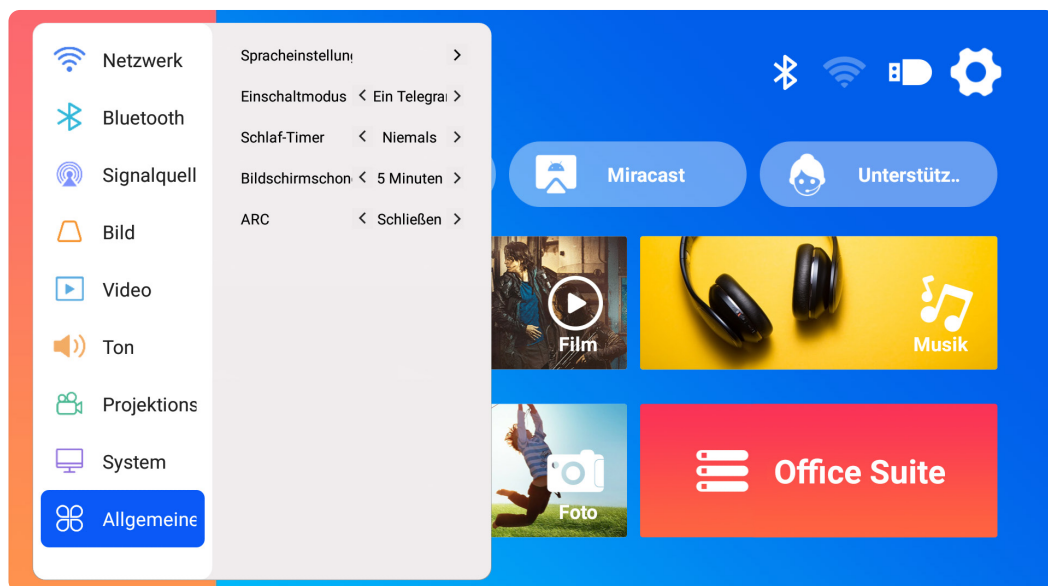 Netzwerk
Bluetooth
Signalquell
Bild
Video
Ton
Projektions
System
Allgemeine
Spracheinstellun
Einschaltmodus < Ein Telegra >
Schlaf-Timer < Niemals >
Bildschirmschon < 5 Minuten >
ARC < Schließen >
Miracast
Unterstütz..
Film
Musik
Foto
Office Suite